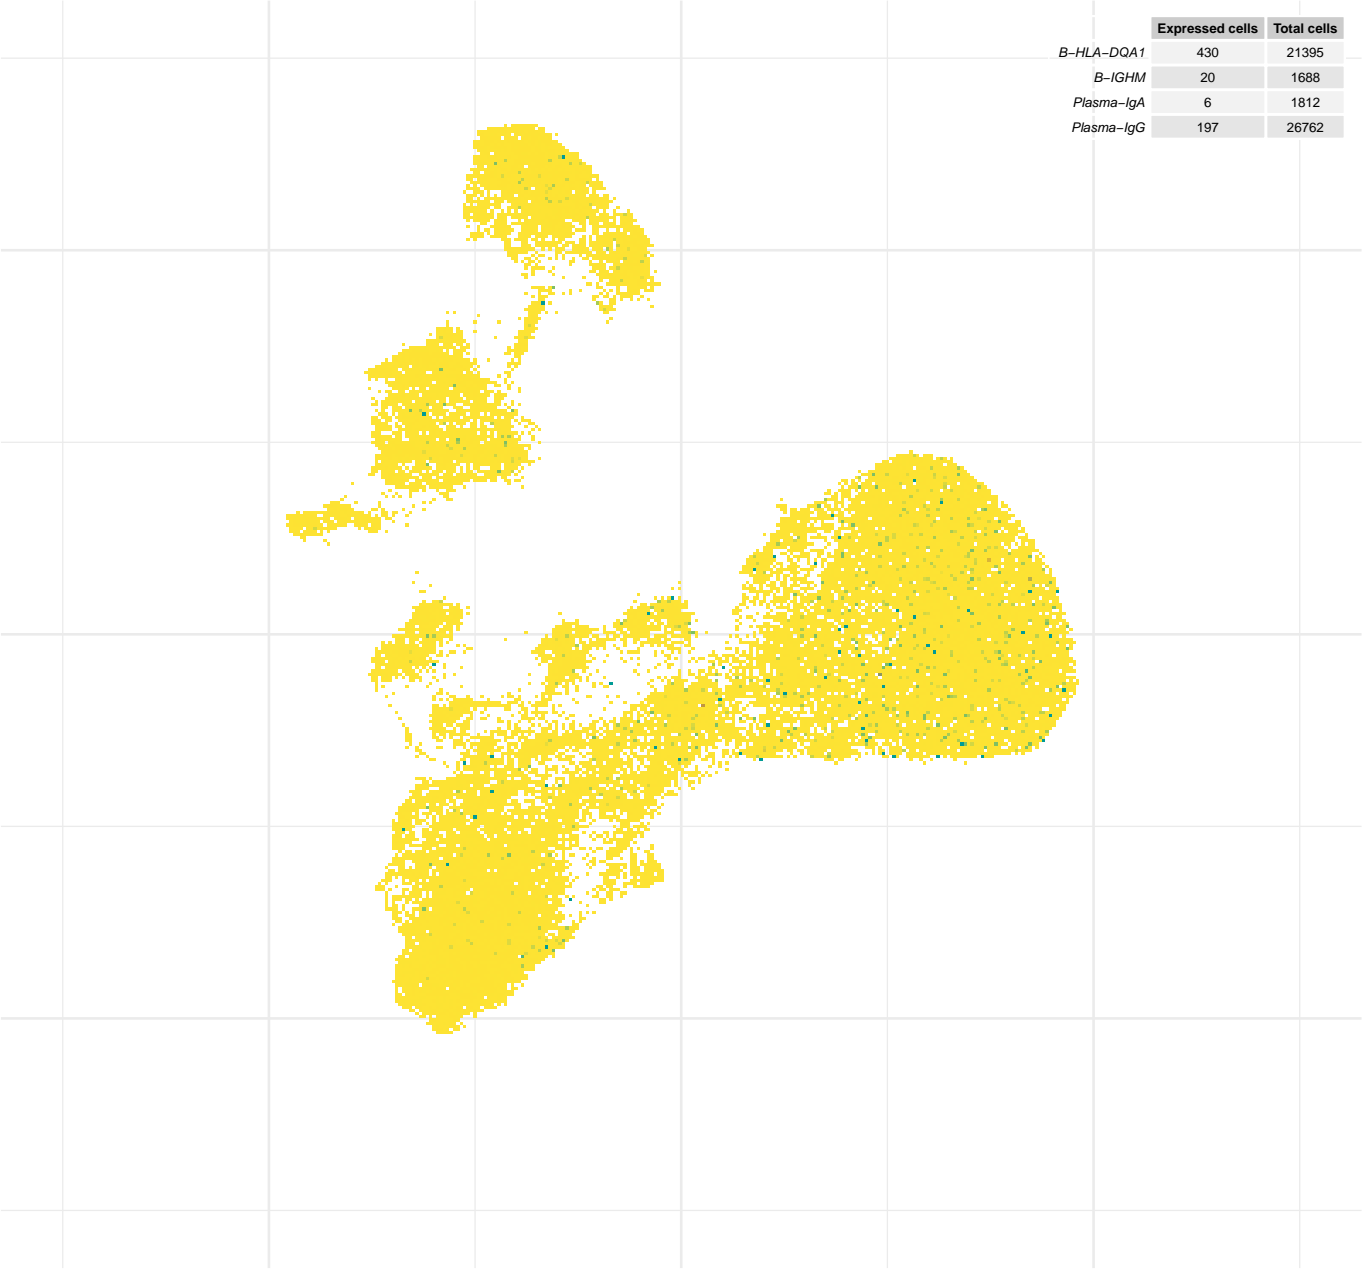 Expressed cells Total cells
B−HLA−DQA1 430 21395
B−IGHM 20 1688
Plasma−IgA 6 1812
Plasma−IgG 197 26762